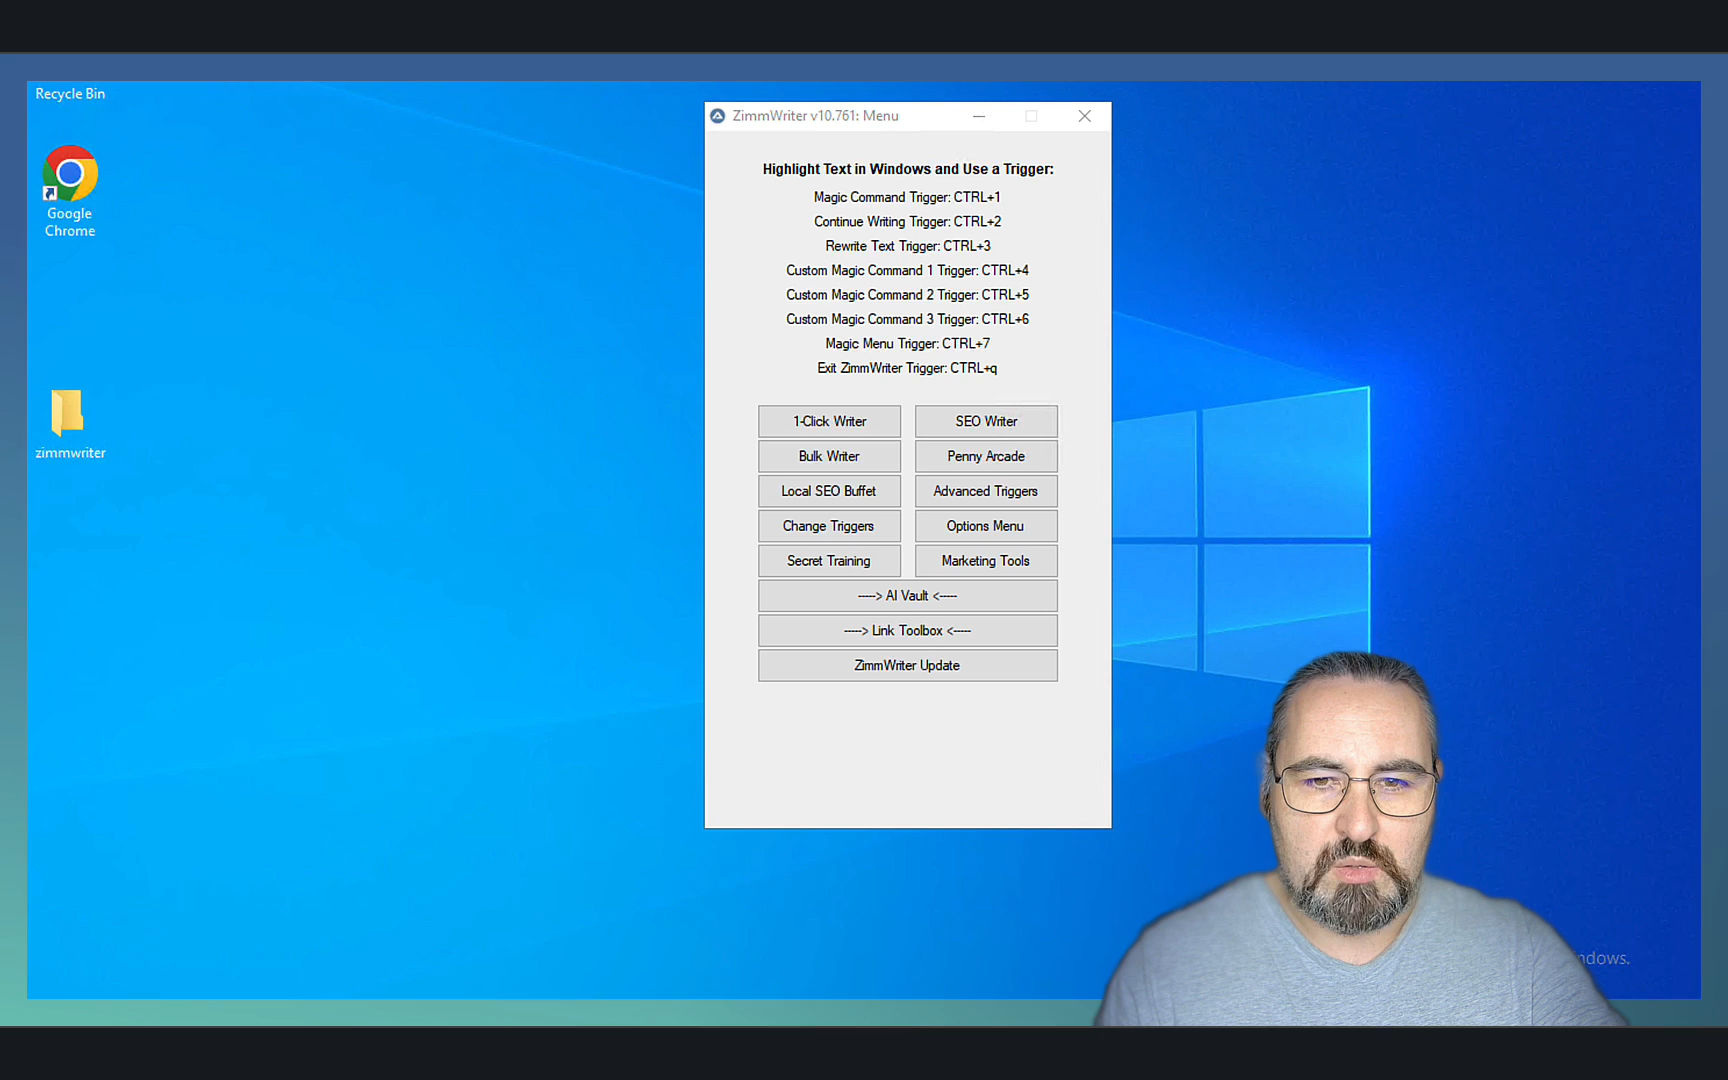 Recycle Bin
Google
Chrome
zimmwriter
ZimmWriter v10.761: Menu
Highlight Text in Windows and Use a Trigger:
Magic Command Trigger: CTRL+1
Continue Writing Trigger: CTRL+2
Rewrite Text Trigger: CTRL+3
Custom Magic Command 1 Trigger: CTRL+4
Custom Magic Command 2 Trigger: CTRL+5
Custom Magic Command 3 Trigger: CTRL+6
Magic Menu Trigger: CTRL+7
Exit ZimmWriter Trigger: CTRL+q
1-Click Writer SEO Writer
Bulk Writer Penny Arcade
Local SEO Buffet Advanced Triggers
Change Triggers Options Menu
Secret Training Marketing Tools
----> AI Vault <----
----> Link Toolbox <----
ZimmWriter Update